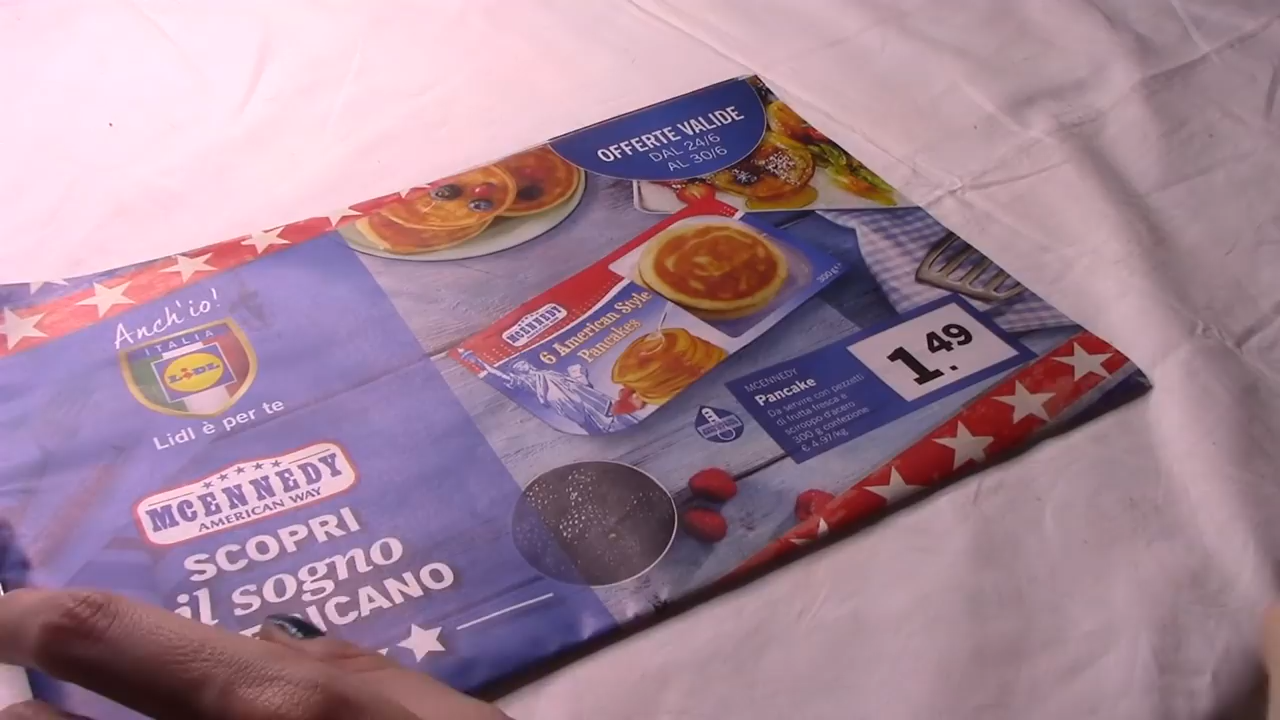 OFFERTE VALIDE
DAL 24/6
AL 30/6
Anch'io!
ITALIA
LiDL
Lidl è per te
MCENNEDY
AMERICAN WAY
SCOPRI
il sogno
RICANO
MCENNEDY
6 American Style
Pancakes
300 g e
MCENNEDY
Pancake
Da servire con pezzetti
di frutta fresca e
sciroppo d'acero
300 g confezione
€ 4.97/kg
1.49